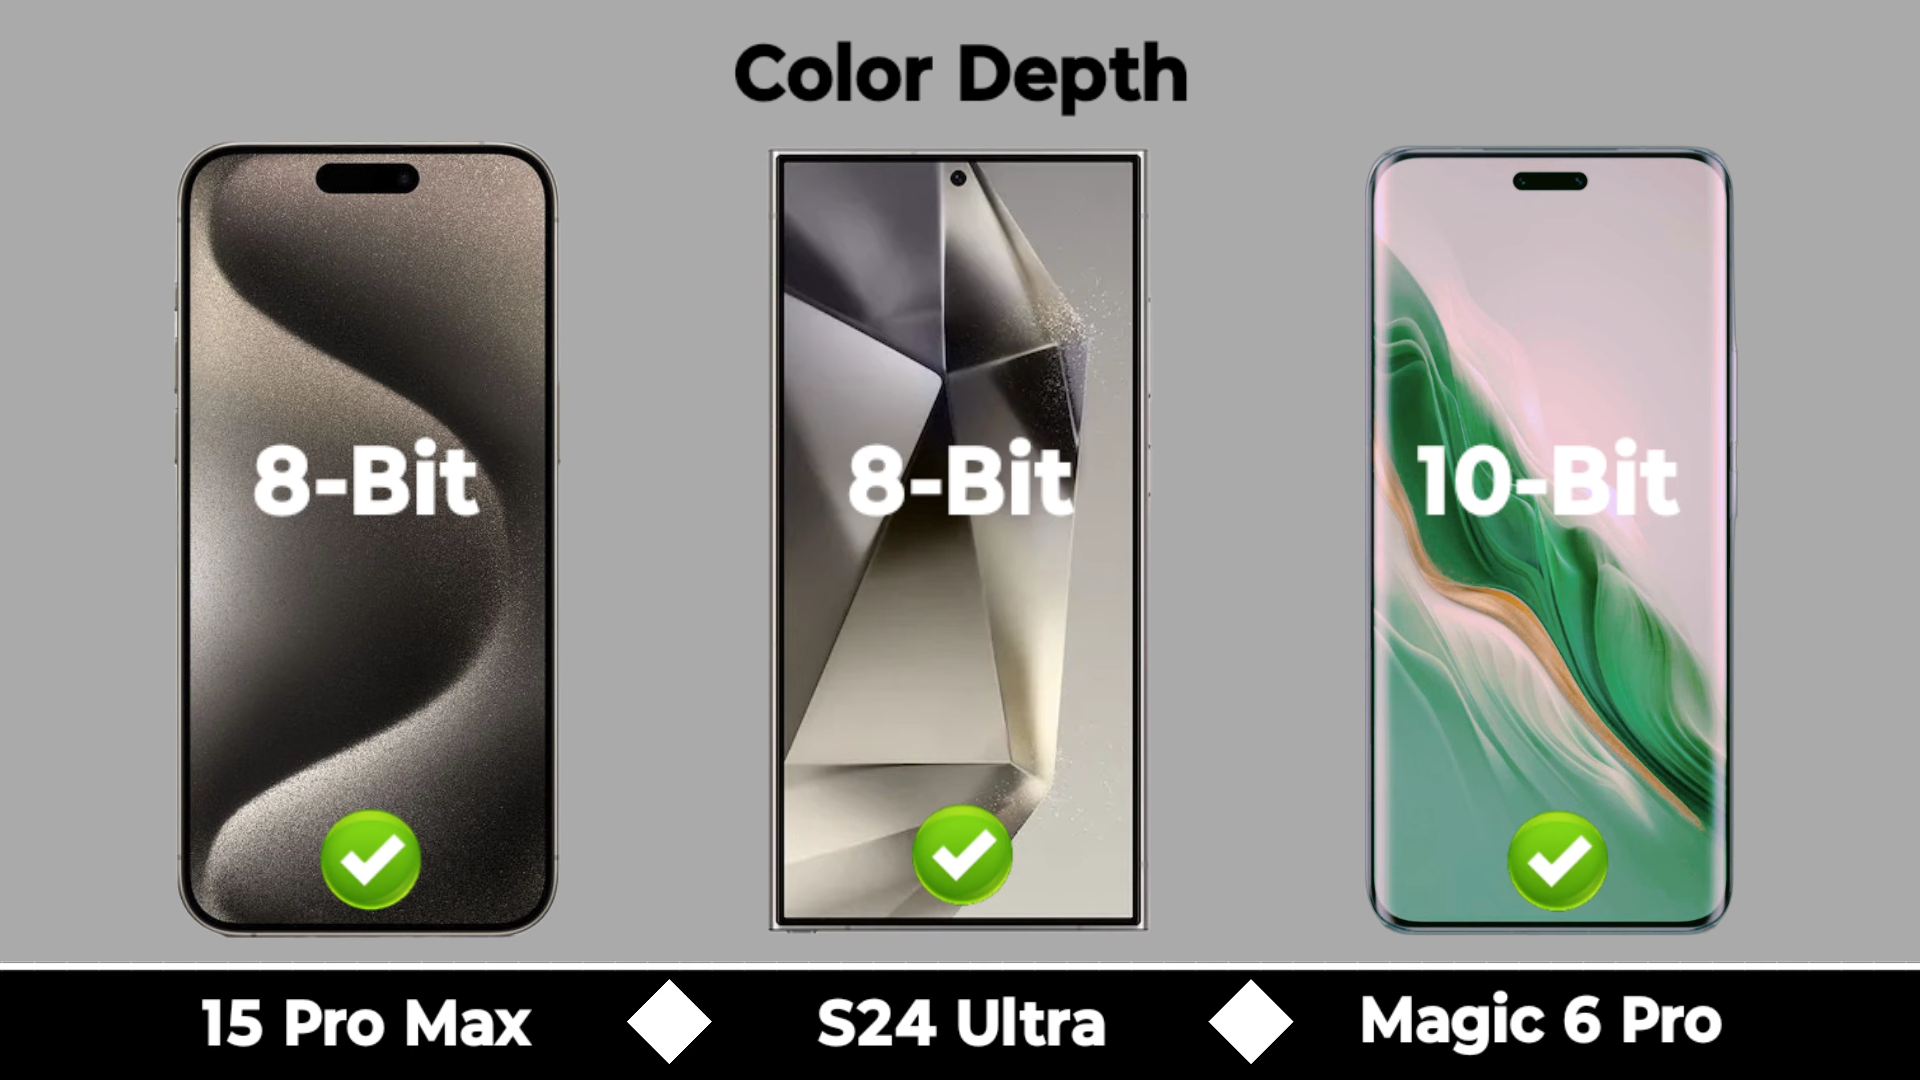 Color Depth
8-Bit
8-Bit
10-Bit
15 Pro Max
S24 Ultra
Magic 6 Pro